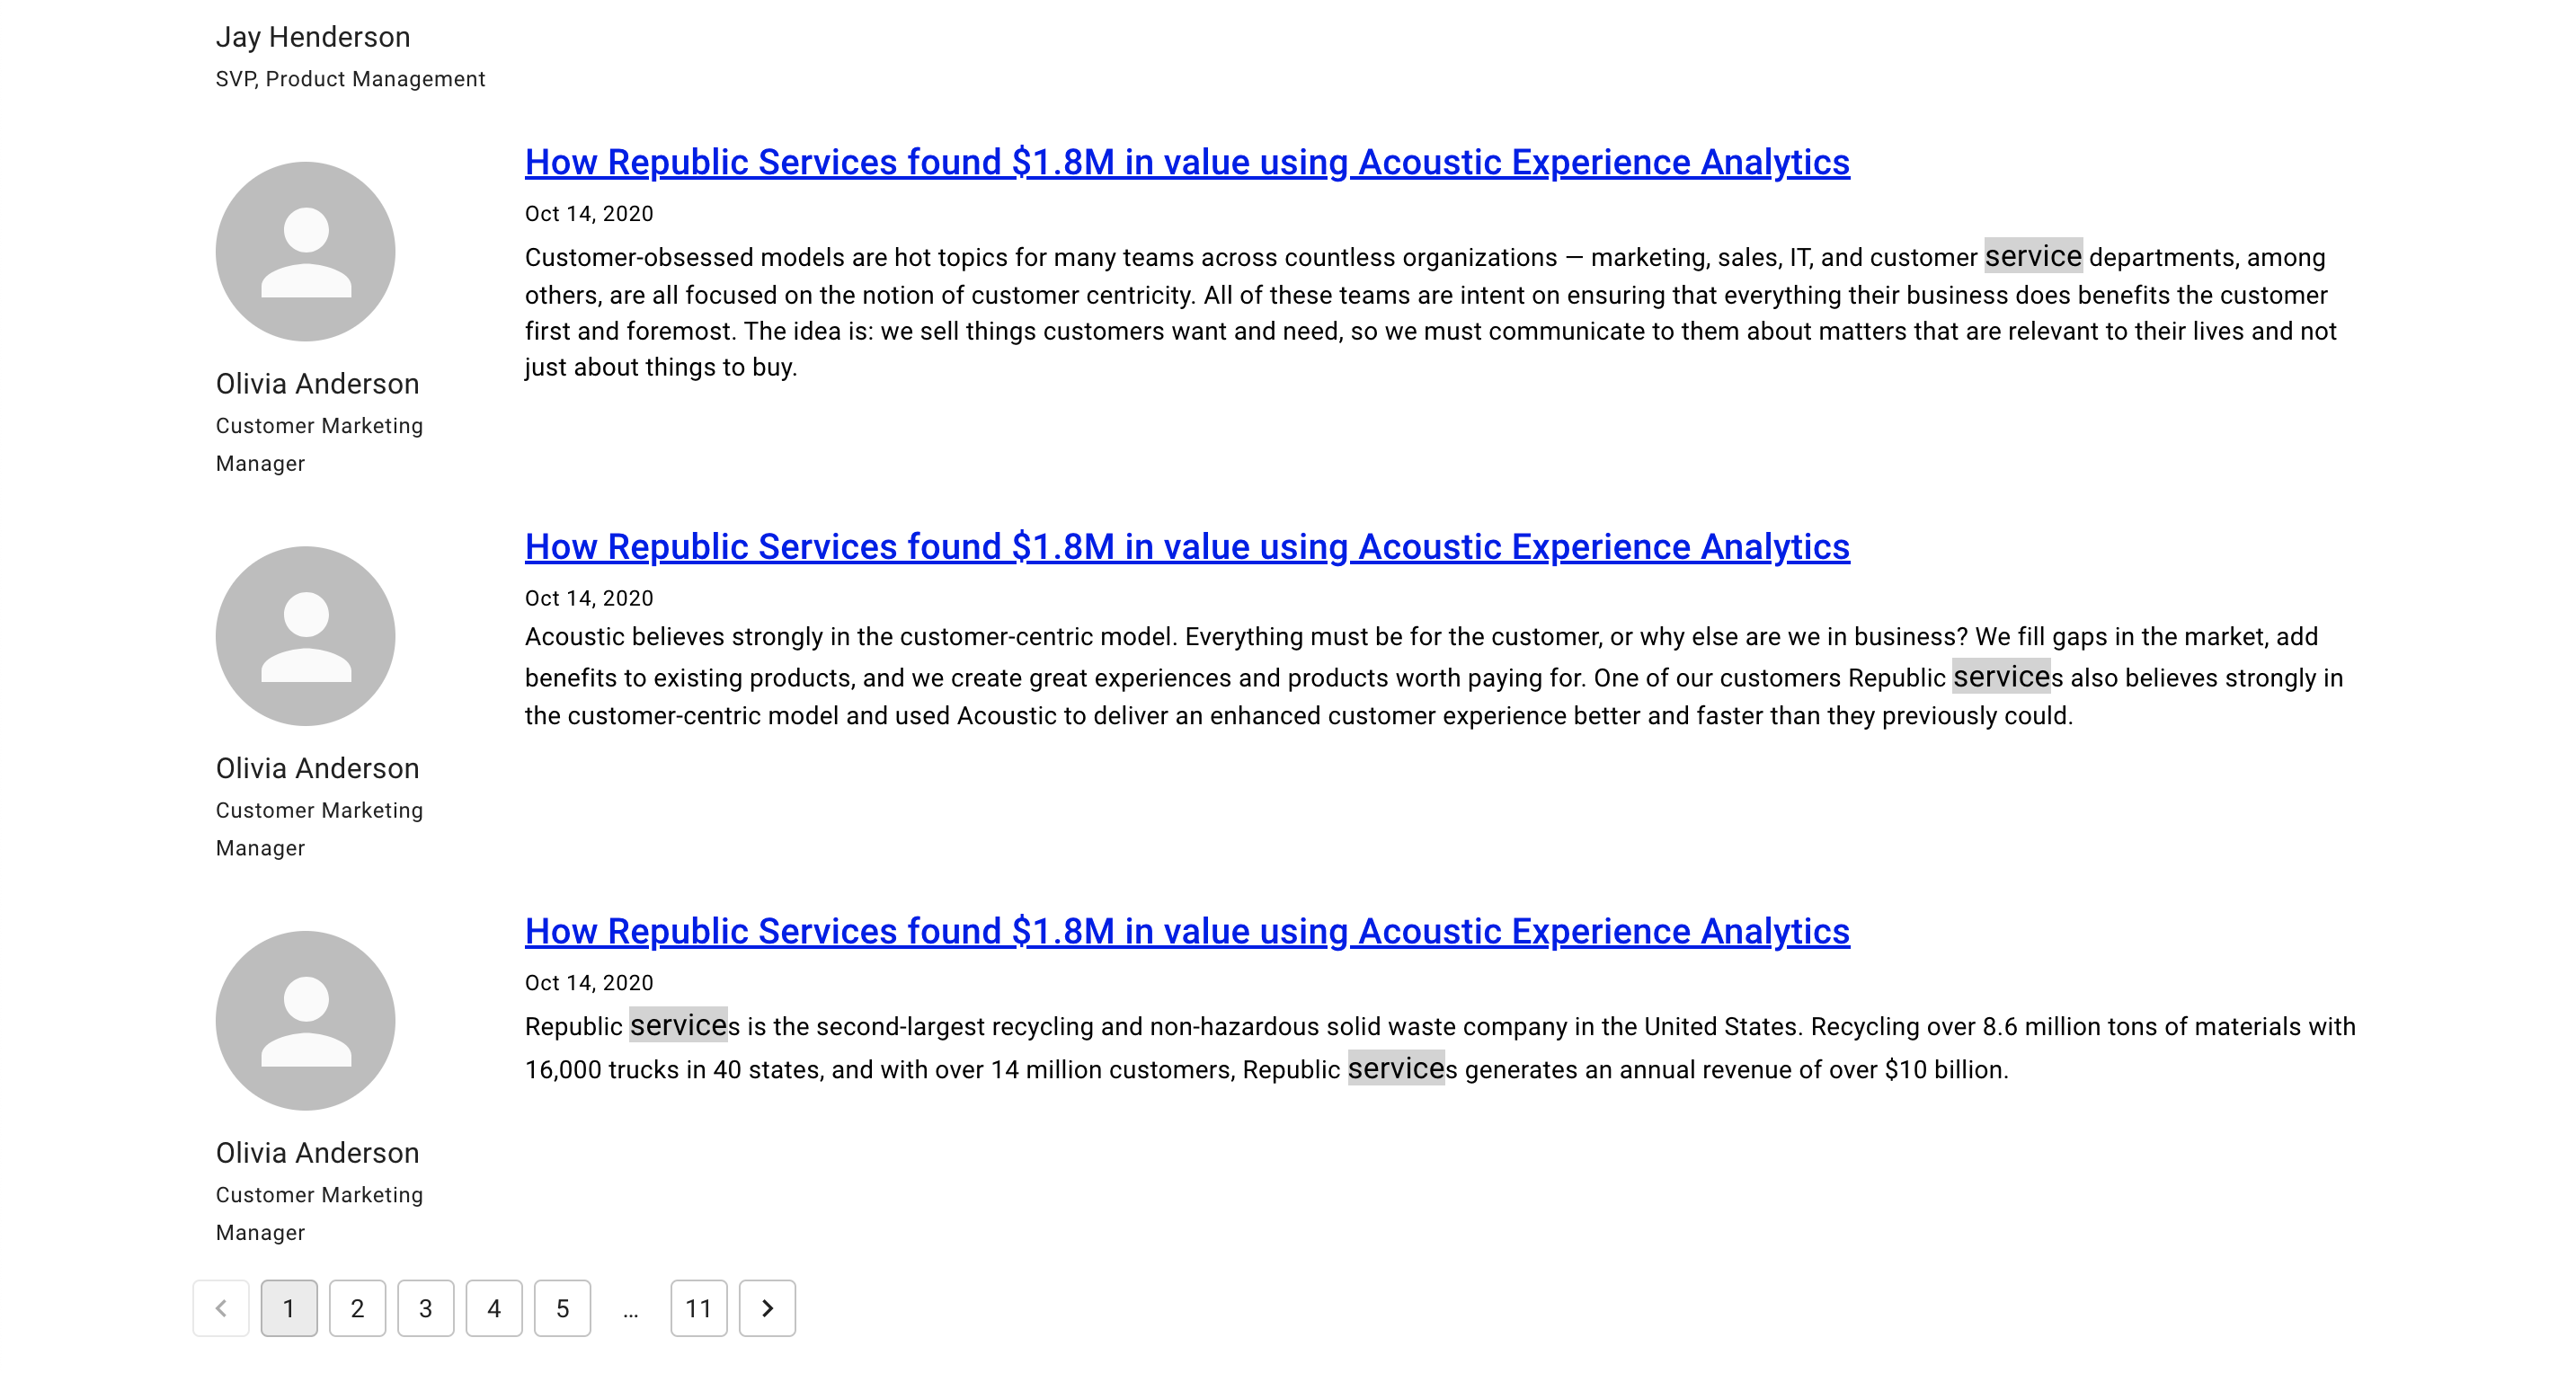 Jay Henderson
SVP, Product Management
How Republic Services found $1.8M in value using Acoustic Experience Analytics
Oct 14, 2020
Customer-obsessed models are hot topics for many teams across countless organizations — marketing, sales, IT, and customer service departments, among
others, are all focused on the notion of customer centricity. All of these teams are intent on ensuring that everything their business does benefits the customer
first and foremost. The idea is: we sell things customers want and need, so we must communicate to them about matters that are relevant to their lives and not
just about things to buy.
Olivia Anderson
Customer Marketing
Manager
How Republic Services found $1.8M in value using Acoustic Experience Analytics
Oct 14, 2020
Acoustic believes strongly in the customer-centric model. Everything must be for the customer, or why else are we in business? We fill gaps in the market, add
benefits to existing products, and we create great experiences and products worth paying for. One of our customers Republic services also believes strongly in
the customer-centric model and used Acoustic to deliver an enhanced customer experience better and faster than they previously could.
Olivia Anderson
Customer Marketing
Manager
How Republic Services found $1.8M in value using Acoustic Experience Analytics
Oct 14, 2020
Republic services is the second-largest recycling and non-hazardous solid waste company in the United States. Recycling over 8.6 million tons of materials with
16,000 trucks in 40 states, and with over 14 million customers, Republic services generates an annual revenue of over $10 billion.
Olivia Anderson
Customer Marketing
Manager
1 2 3 4 5 ... 11